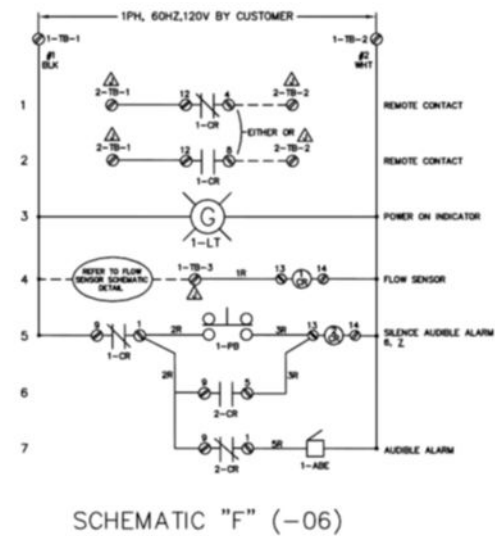 1PH, 60HZ,120V BY CUSTOMER
1-TB-1
1-TB-2
#1
BLK
#2
WHT
2-TB-1
12
4
2-TB-2
1
REMOTE CONTACT
1-CR
EITHER OR
2-TB-1
12
8
2-TB-2
2
REMOTE CONTACT
1-CR
3
G
POWER ON INDICATOR
1-LT
REFER TO FLOW
SENSOR SCHEMATIC
DETAIL
1-TB-3
4
1R
13
1
CR
14
FLOW SENSOR
5
9
1
2R
3R
13
2
CR
14
SILENCE AUDIBLE ALARM
6, 7
1-CR
1-PB
2R
3R
6
9
5
2-CR
7
9
1
5R
AUDIBLE ALARM
2-CR
1-ABE
SCHEMATIC "F" (-06)